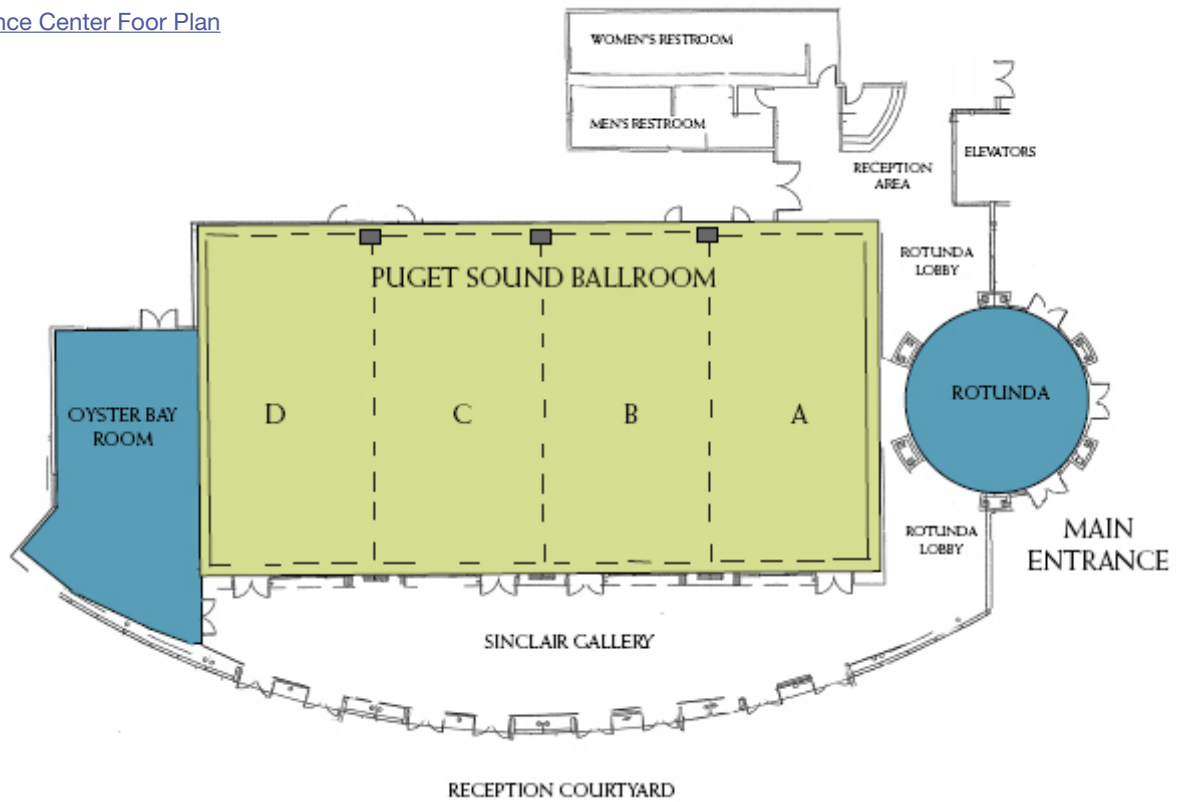 nce Center Foor Plan
WOMEN'S RESTROOM
MEN'S RESTROOM
ELEVATORS
RECEPTION
AREA
ROTUNDA
LOBBY
PUGET SOUND BALLROOM
OYSTER BAY
ROOM
D
C
B
A
ROTUNDA
ROTUNDA
LOBBY
MAIN
ENTRANCE
SINCLAIR GALLERY
RECEPTION COURTYARD